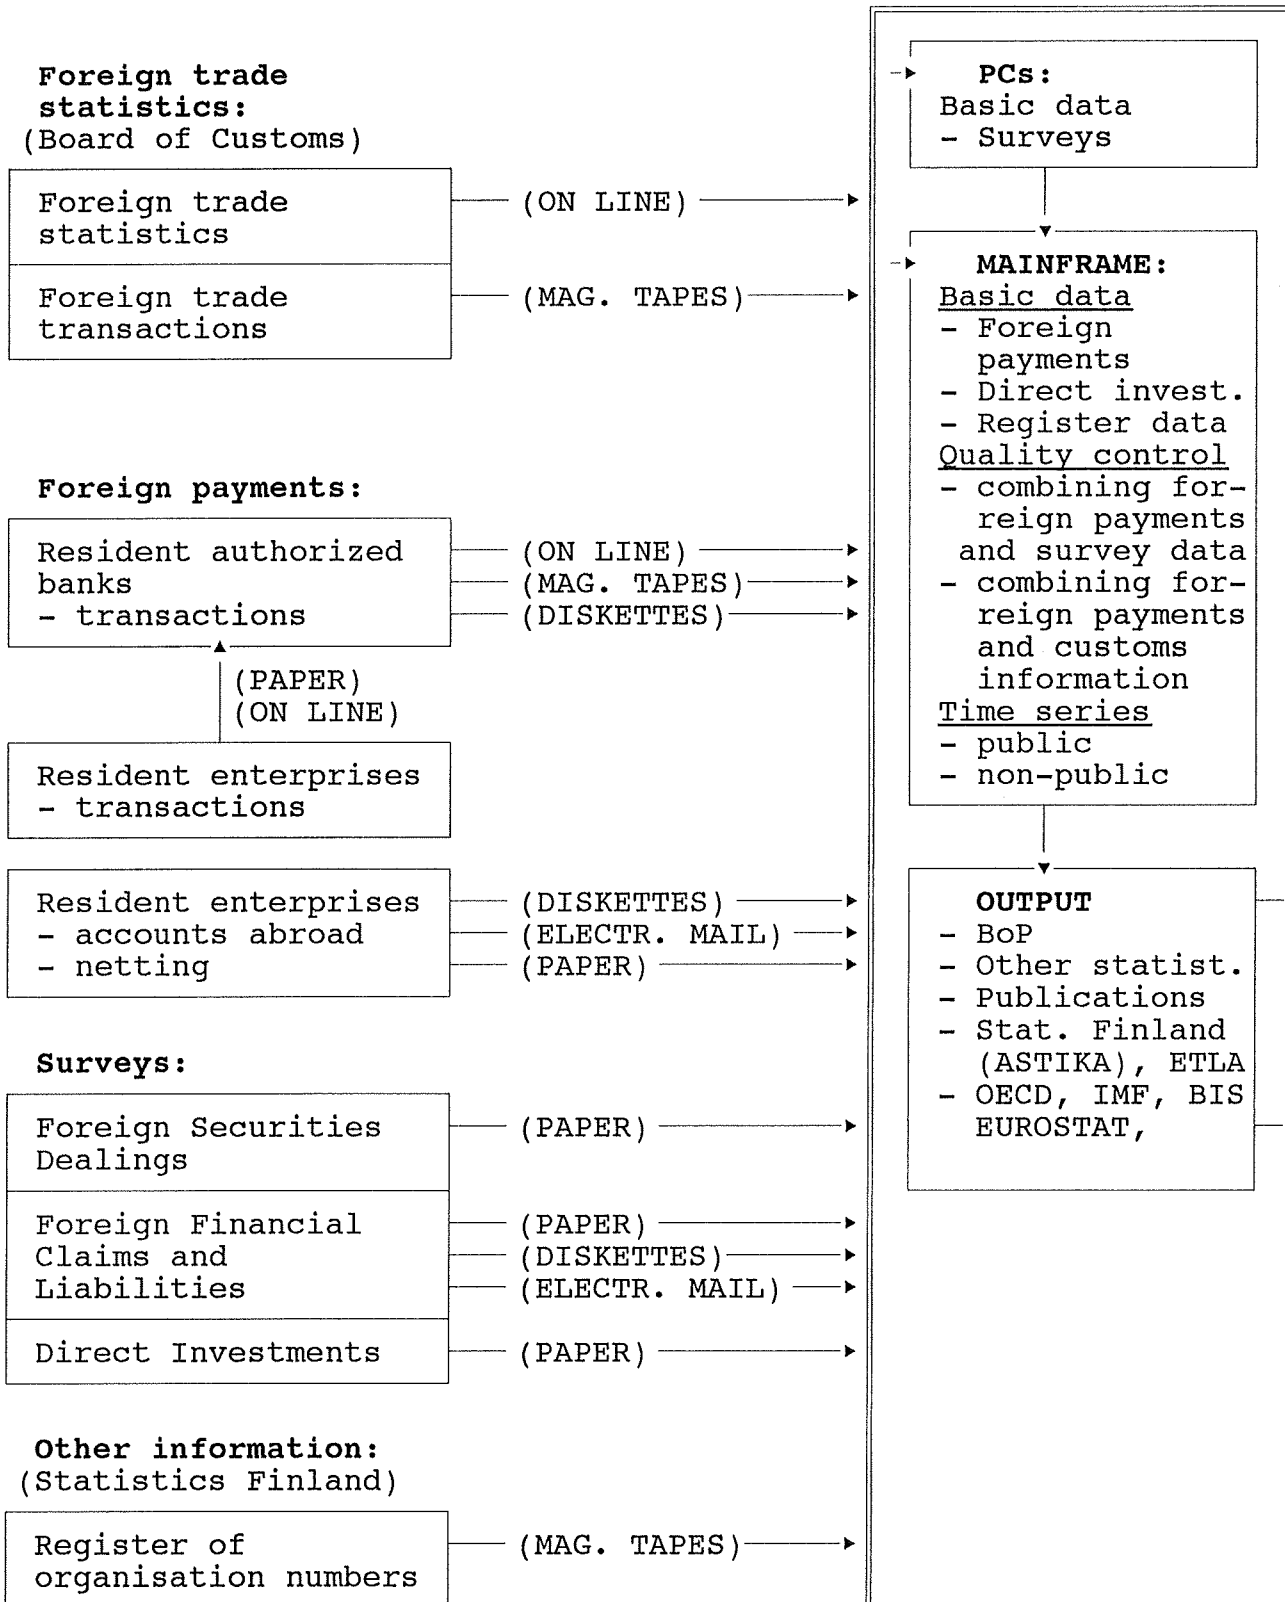 Foreign trade
statistics:
(Board of Customs)
Foreign trade
statistics
(ON LINE)
Foreign trade
transactions
(MAG. TAPES)
Foreign payments:
Resident authorized
banks
- transactions
(ON LINE)
(MAG. TAPES)
(DISKETTES)
(PAPER)
(ON LINE)
Resident enterprises
- transactions
Resident enterprises
- accounts abroad
- netting
(DISKETTES)
(ELECTR. MAIL)
(PAPER)
Surveys:
Foreign Securities
Dealings
(PAPER)
Foreign Financial
Claims and
Liabilities
(PAPER)
(DISKETTES)
(ELECTR. MAIL)
Direct Investments
(PAPER)
Other information:
(Statistics Finland)
Register of
organisation numbers
(MAG. TAPES)
PCs:
Basic data
- Surveys
MAINFRAME:
Basic data
- Foreign
payments
- Direct invest.
- Register data
Quality control
- combining for-
reign payments
and survey data
- combining for-
reign payments
and customs
information
Time series
- public
- non-public
OUTPUT
- BoP
- Other statist.
- Publications
- Stat. Finland
(ASTIKA), ETLA
- OECD, IMF, BIS
EUROSTAT,